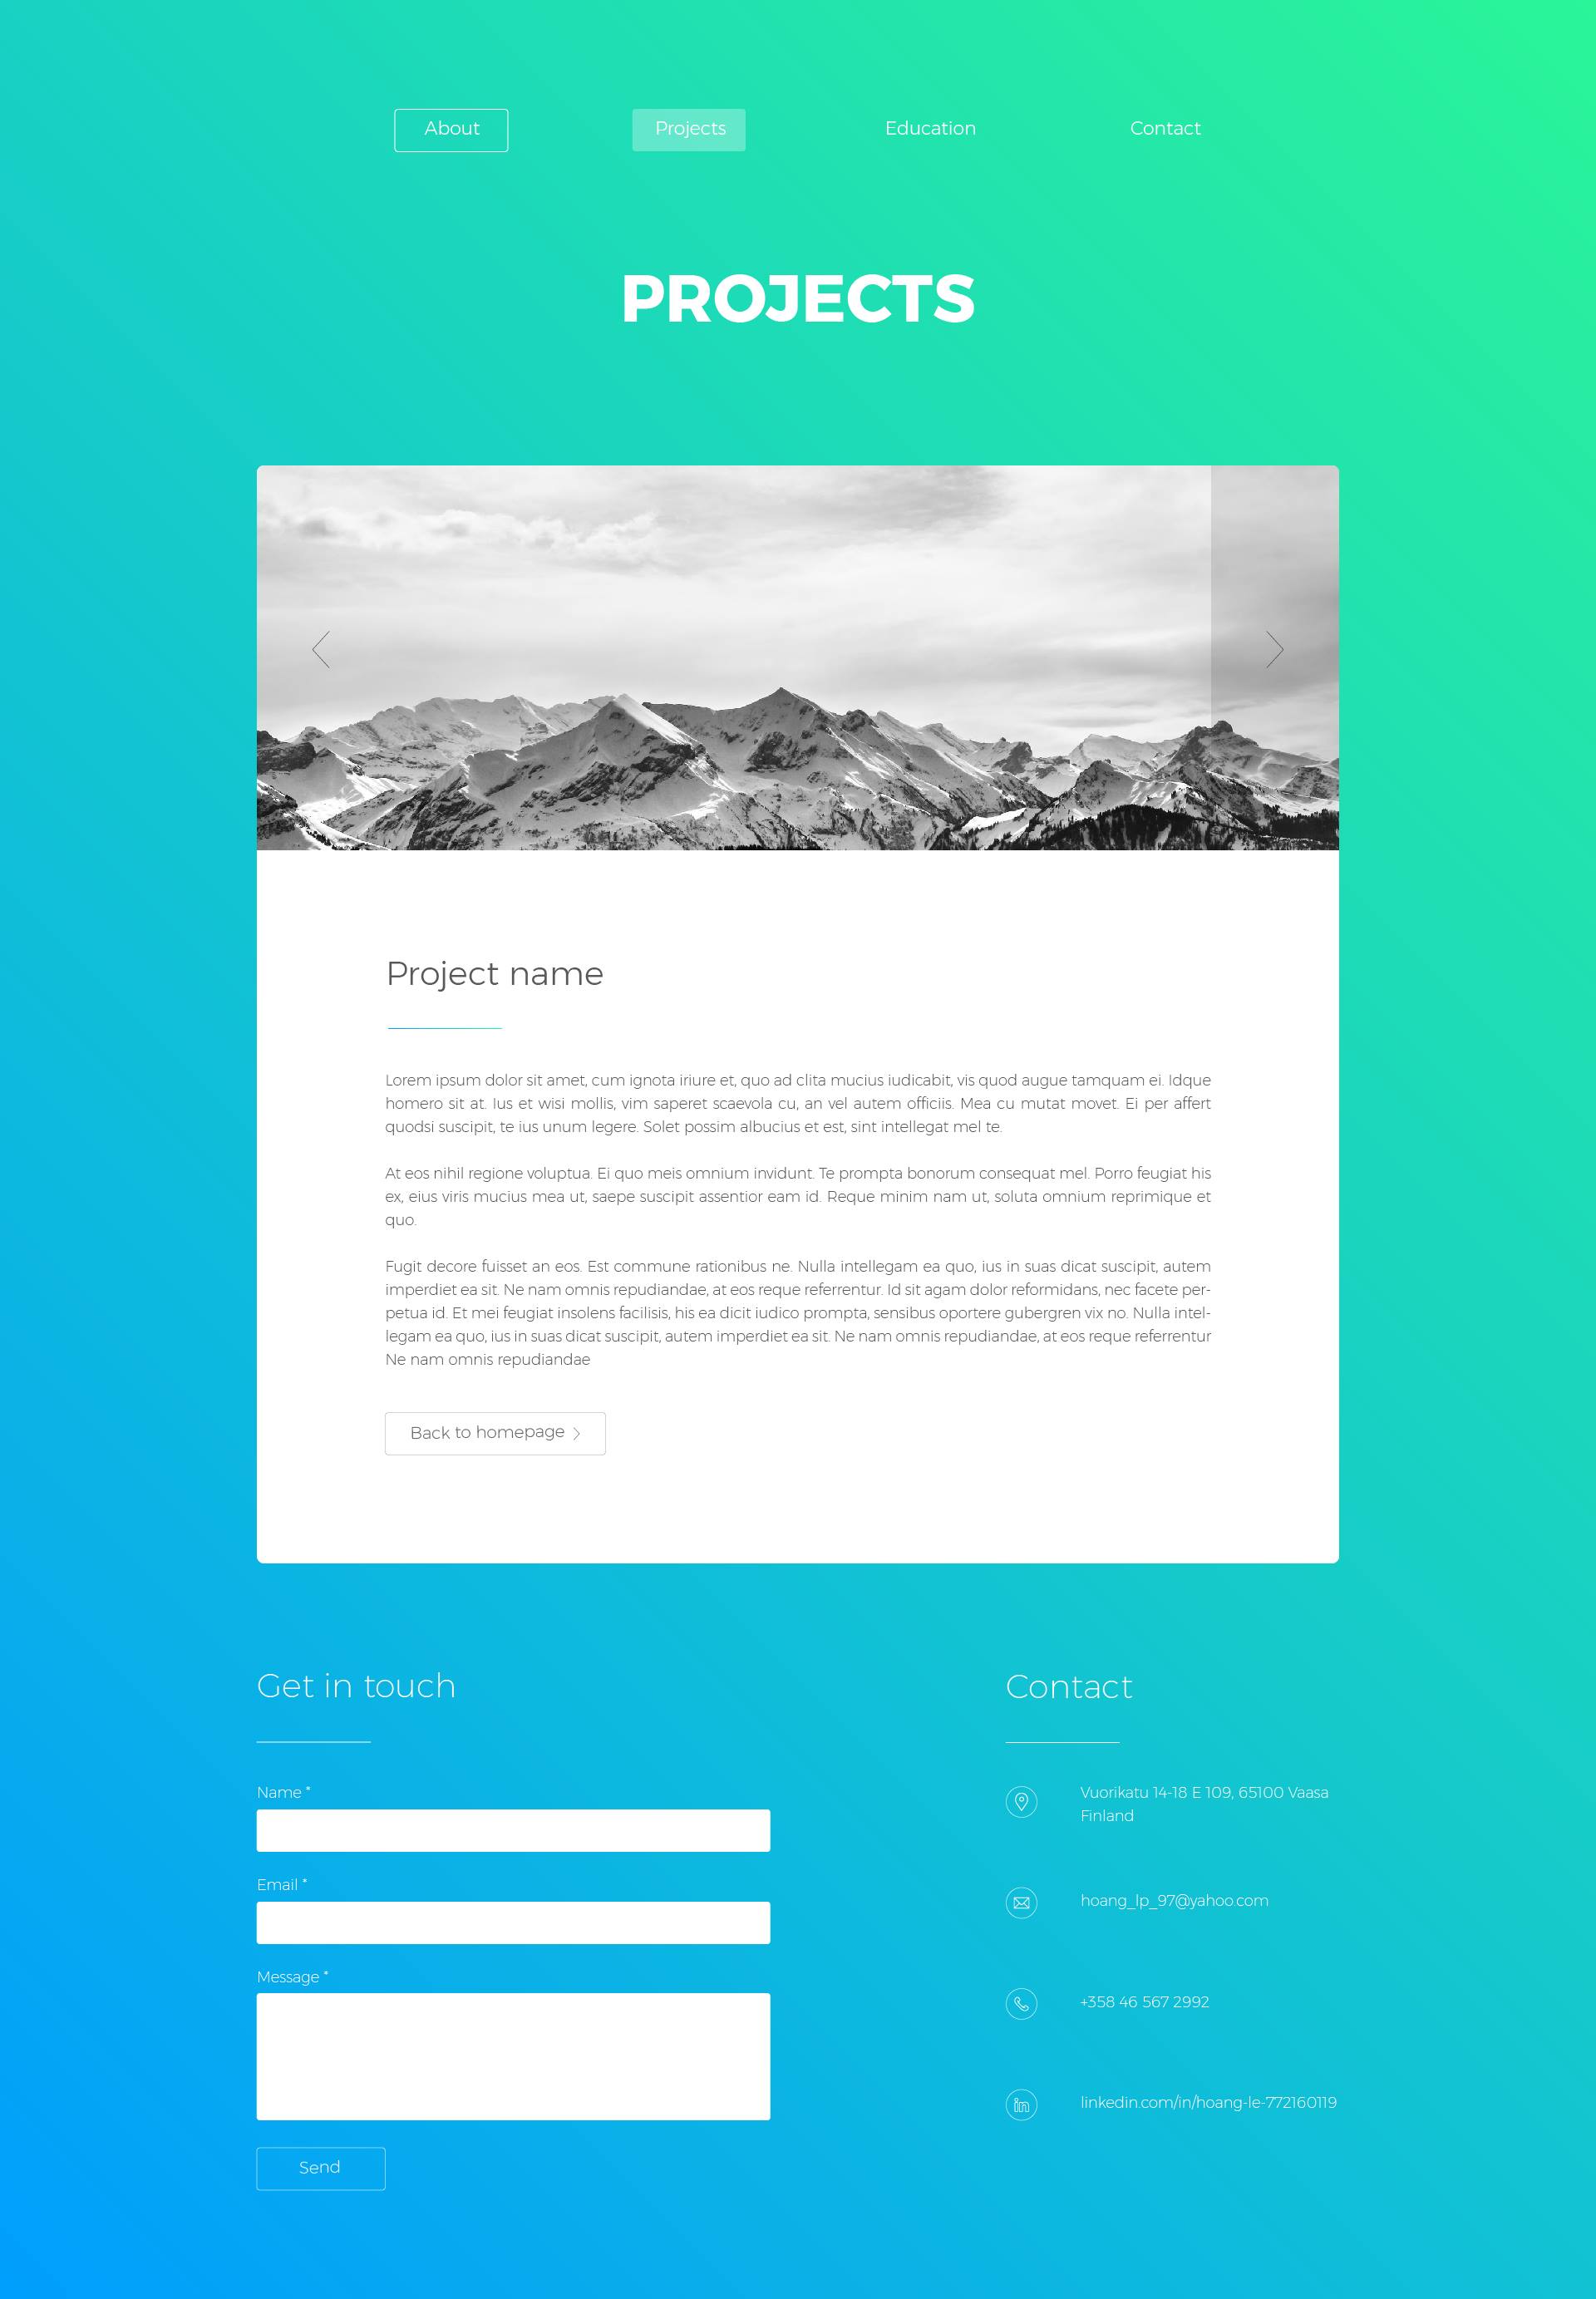 About
Projects
Education
Contact
PROJECTS
Project name
Lorem ipsum dolor sit amet, cum ignota iriure et, quo ad clita mucius iudicabit, vis quod augue tamquam ei. Idque
homero sit at. Ius et wisi mollis, vim saperet scaevola cu, an vel autem officiis. Mea cu mutat movet. Ei per affert
quodsi suscipit, te ius unum legere. Solet possim albucius et est, sint intellegat mel te.
At eos nihil regione voluptua. Ei quo meis omnium invidunt. Te prompta bonorum consequat mel. Porro feugiat his
ex, eius viris mucius mea ut, saepe suscipit assentior eam id. Reque minim nam ut, soluta omnium reprimique et
quo.
Fugit decore fuisset an eos. Est commune rationibus ne. Nulla intellegam ea quo, ius in suas dicat suscipit, autem
imperdiet ea sit. Ne nam omnis repudiandae, at eos reque referrentur. Id sit agam dolor reformidans, nec facete per-
petua id. Et mei feugiat insolens facilisis, his ea dicit iudico prompta, sensibus oportere gubergren vix no. Nulla intel-
legam ea quo, ius in suas dicat suscipit, autem imperdiet ea sit. Ne nam omnis repudiandae, at eos reque referrentur
Ne nam omnis repudiandae
Back to homepage
Get in touch
Name *
Email *
Message *
Send
Contact
Vuorikatu 14-18 E 109, 65100 Vaasa
Finland
hoang_lp_97@yahoo.com
+358 46 567 2992
in
linkedin.com/in/hoang-le-772160119